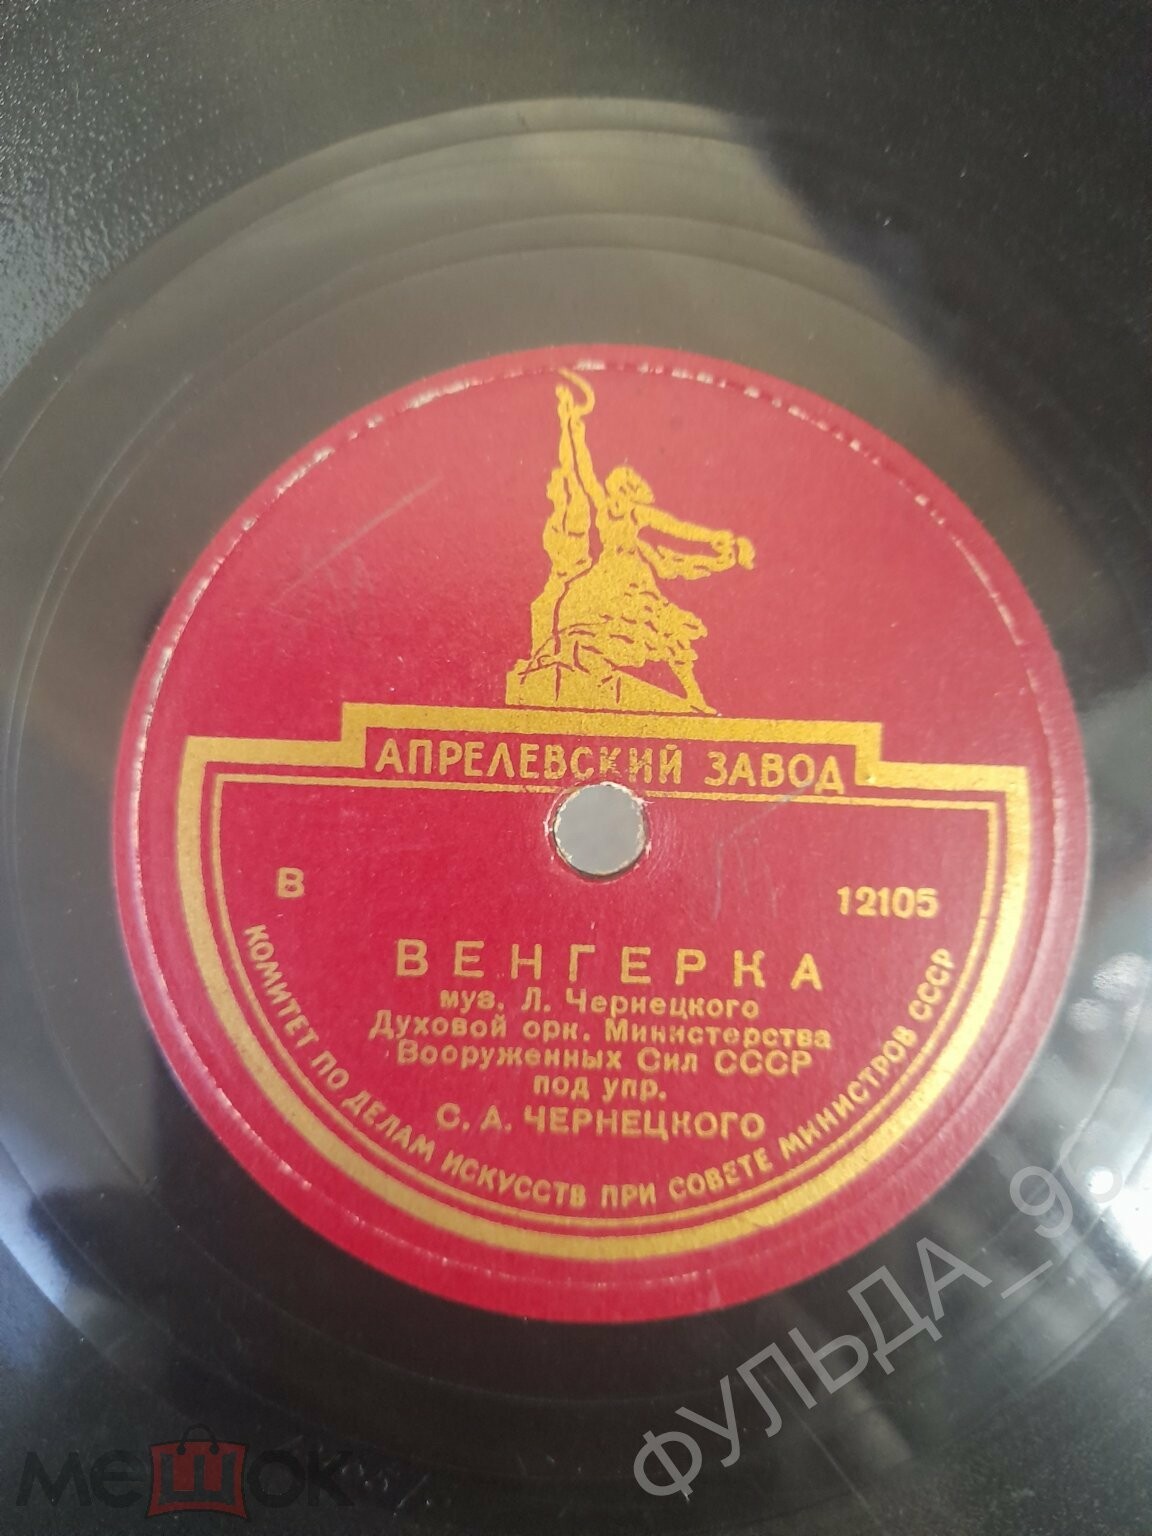 АПРЕЛЕВСКИЙ ЗАВОД
В
12105
ВЕНГЕРКА
муз. Л. Чернецкого
Духовой орк. Министерства
Вооруженных Сил СССР
под упр.
С. А. ЧЕРНЕЦКОГО
КОМИТЕТ ПО ДЕЛАМ ИСКУССТВ ПРИ СОВЕТЕ МИНИСТРОВ СССР
ФУЛЬДА_9
мешок